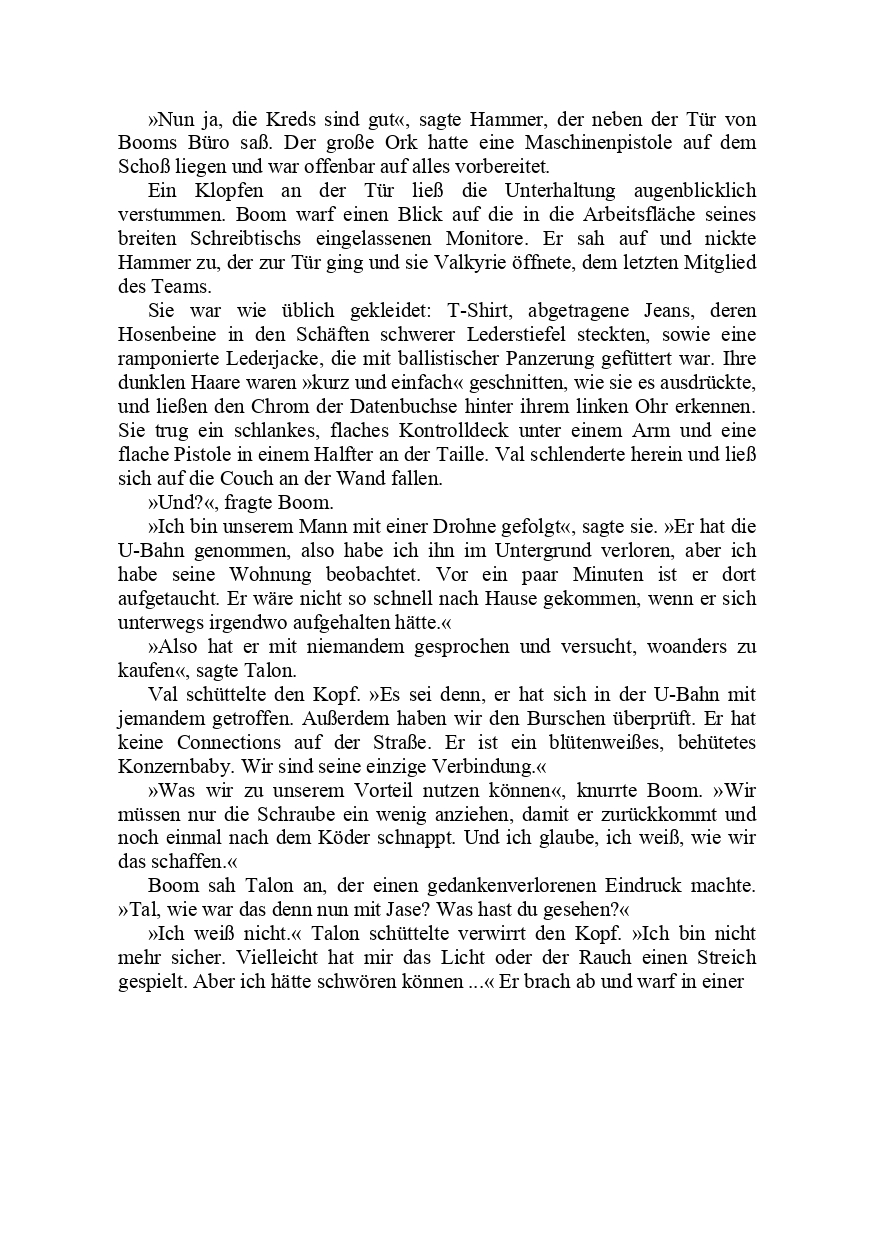 »Nun ja, die Kreds sind gut«, sagte Hammer, der neben der Tür von
Booms Büro saß. Der große Ork hatte eine Maschinenpistole auf dem
Schoß liegen und war offenbar auf alles vorbereitet.
Ein Klopfen an der Tür ließ die Unterhaltung augenblicklich
verstummen. Boom warf einen Blick auf die in die Arbeitsfläche seines
breiten Schreibtischs eingelassenen Monitore. Er sah auf und nickte
Hammer zu, der zur Tür ging und sie Valkyrie öffnete, dem letzten Mitglied
des Teams.
Sie war wie üblich gekleidet: T-Shirt, abgetragene Jeans, deren
Hosenbeine in den Schäften schwerer Lederstiefel steckten, sowie eine
ramponierte Lederjacke, die mit ballistischer Panzerung gefüttert war. Ihre
dunklen Haare waren »kurz und einfach« geschnitten, wie sie es ausdrückte,
und ließen den Chrom der Datenbuchse hinter ihrem linken Ohr erkennen.
Sie trug ein schlankes, flaches Kontrolldeck unter einem Arm und eine
flache Pistole in einem Halfter an der Taille. Val schlenderte herein und ließ
sich auf die Couch an der Wand fallen.
»Und?«, fragte Boom.
»Ich bin unserem Mann mit einer Drohne gefolgt«, sagte sie. »Er hat die
U-Bahn genommen, also habe ich ihn im Untergrund verloren, aber ich
habe seine Wohnung beobachtet. Vor ein paar Minuten ist er dort
aufgetaucht. Er wäre nicht so schnell nach Hause gekommen, wenn er sich
unterwegs irgendwo aufgehalten hätte.«
»Also hat er mit niemandem gesprochen und versucht, woanders zu
kaufen«, sagte Talon.
Val schüttelte den Kopf. »Es sei denn, er hat sich in der U-Bahn mit
jemandem getroffen. Außerdem haben wir den Burschen überprüft. Er hat
keine Connections auf der Straße. Er ist ein blütenweißes, behütetes
Konzernbaby. Wir sind seine einzige Verbindung.«
»Was wir zu unserem Vorteil nutzen können«, knurrte Boom. »Wir
müssen nur die Schraube ein wenig anziehen, damit er zurückkommt und
noch einmal nach dem Köder schnappt. Und ich glaube, ich weiß, wie wir
das schaffen.«
Boom sah Talon an, der einen gedankenverlorenen Eindruck machte.
»Tal, wie war das denn nun mit Jase? Was hast du gesehen?«
»Ich weiß nicht.« Talon schüttelte verwirrt den Kopf. »Ich bin nicht
mehr sicher. Vielleicht hat mir das Licht oder der Rauch einen Streich
gespielt. Aber ich hätte schwören können ...« Er brach ab und warf in einer